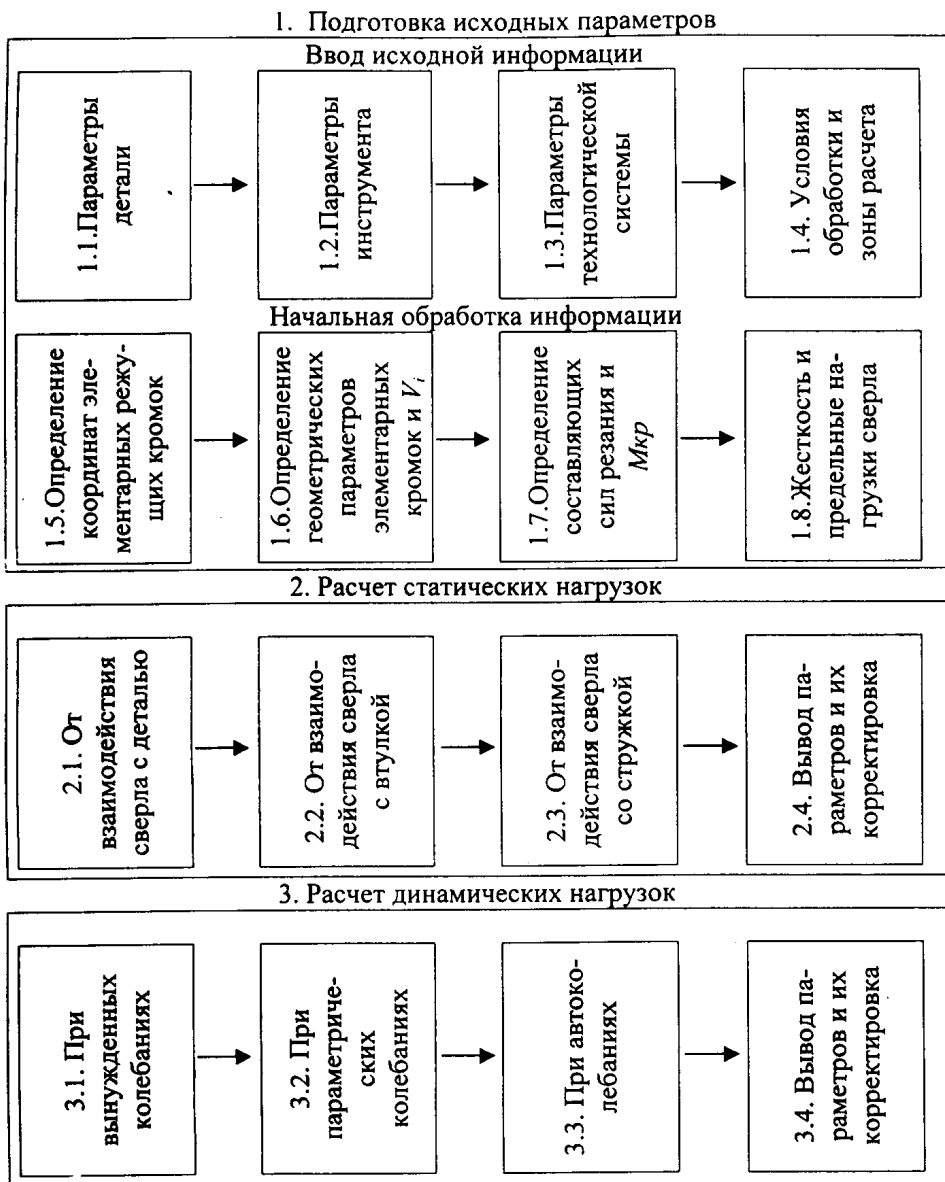 1. Подготовка исходных параметров
Ввод исходной информации
1.1.Параметры
детали
1.2.Параметры
инструмента
1.3.Параметры
технологической
системы
1.4. Условия
обработки и
зоны расчета
Начальная обработка информации
1.5.Определение
координат эле-
ментарных режу-
щих кромок
1.6.Определение
геометрических
параметров
элементарных
кромок и Vi
1.7.Определение
составляющих
сил резания и
Мкр
1.8.Жесткость и
предельные на-
грузки сверла
2. Расчет статических нагрузок
2.1. От
взаимодействия
сверла с деталью
2.2. От взаимо-
действия сверла
с втулкой
2.3. От взаимо-
действия сверла
со стружкой
2.4. Вывод па-
раметров и их
корректировка
3. Расчет динамических нагрузок
3.1. При
вынужденных
колебаниях
3.2. При
параметриче-
ских
колебаниях
3.3. При автоко-
лебаниях
3.4. Вывод па-
раметров и их
корректировка